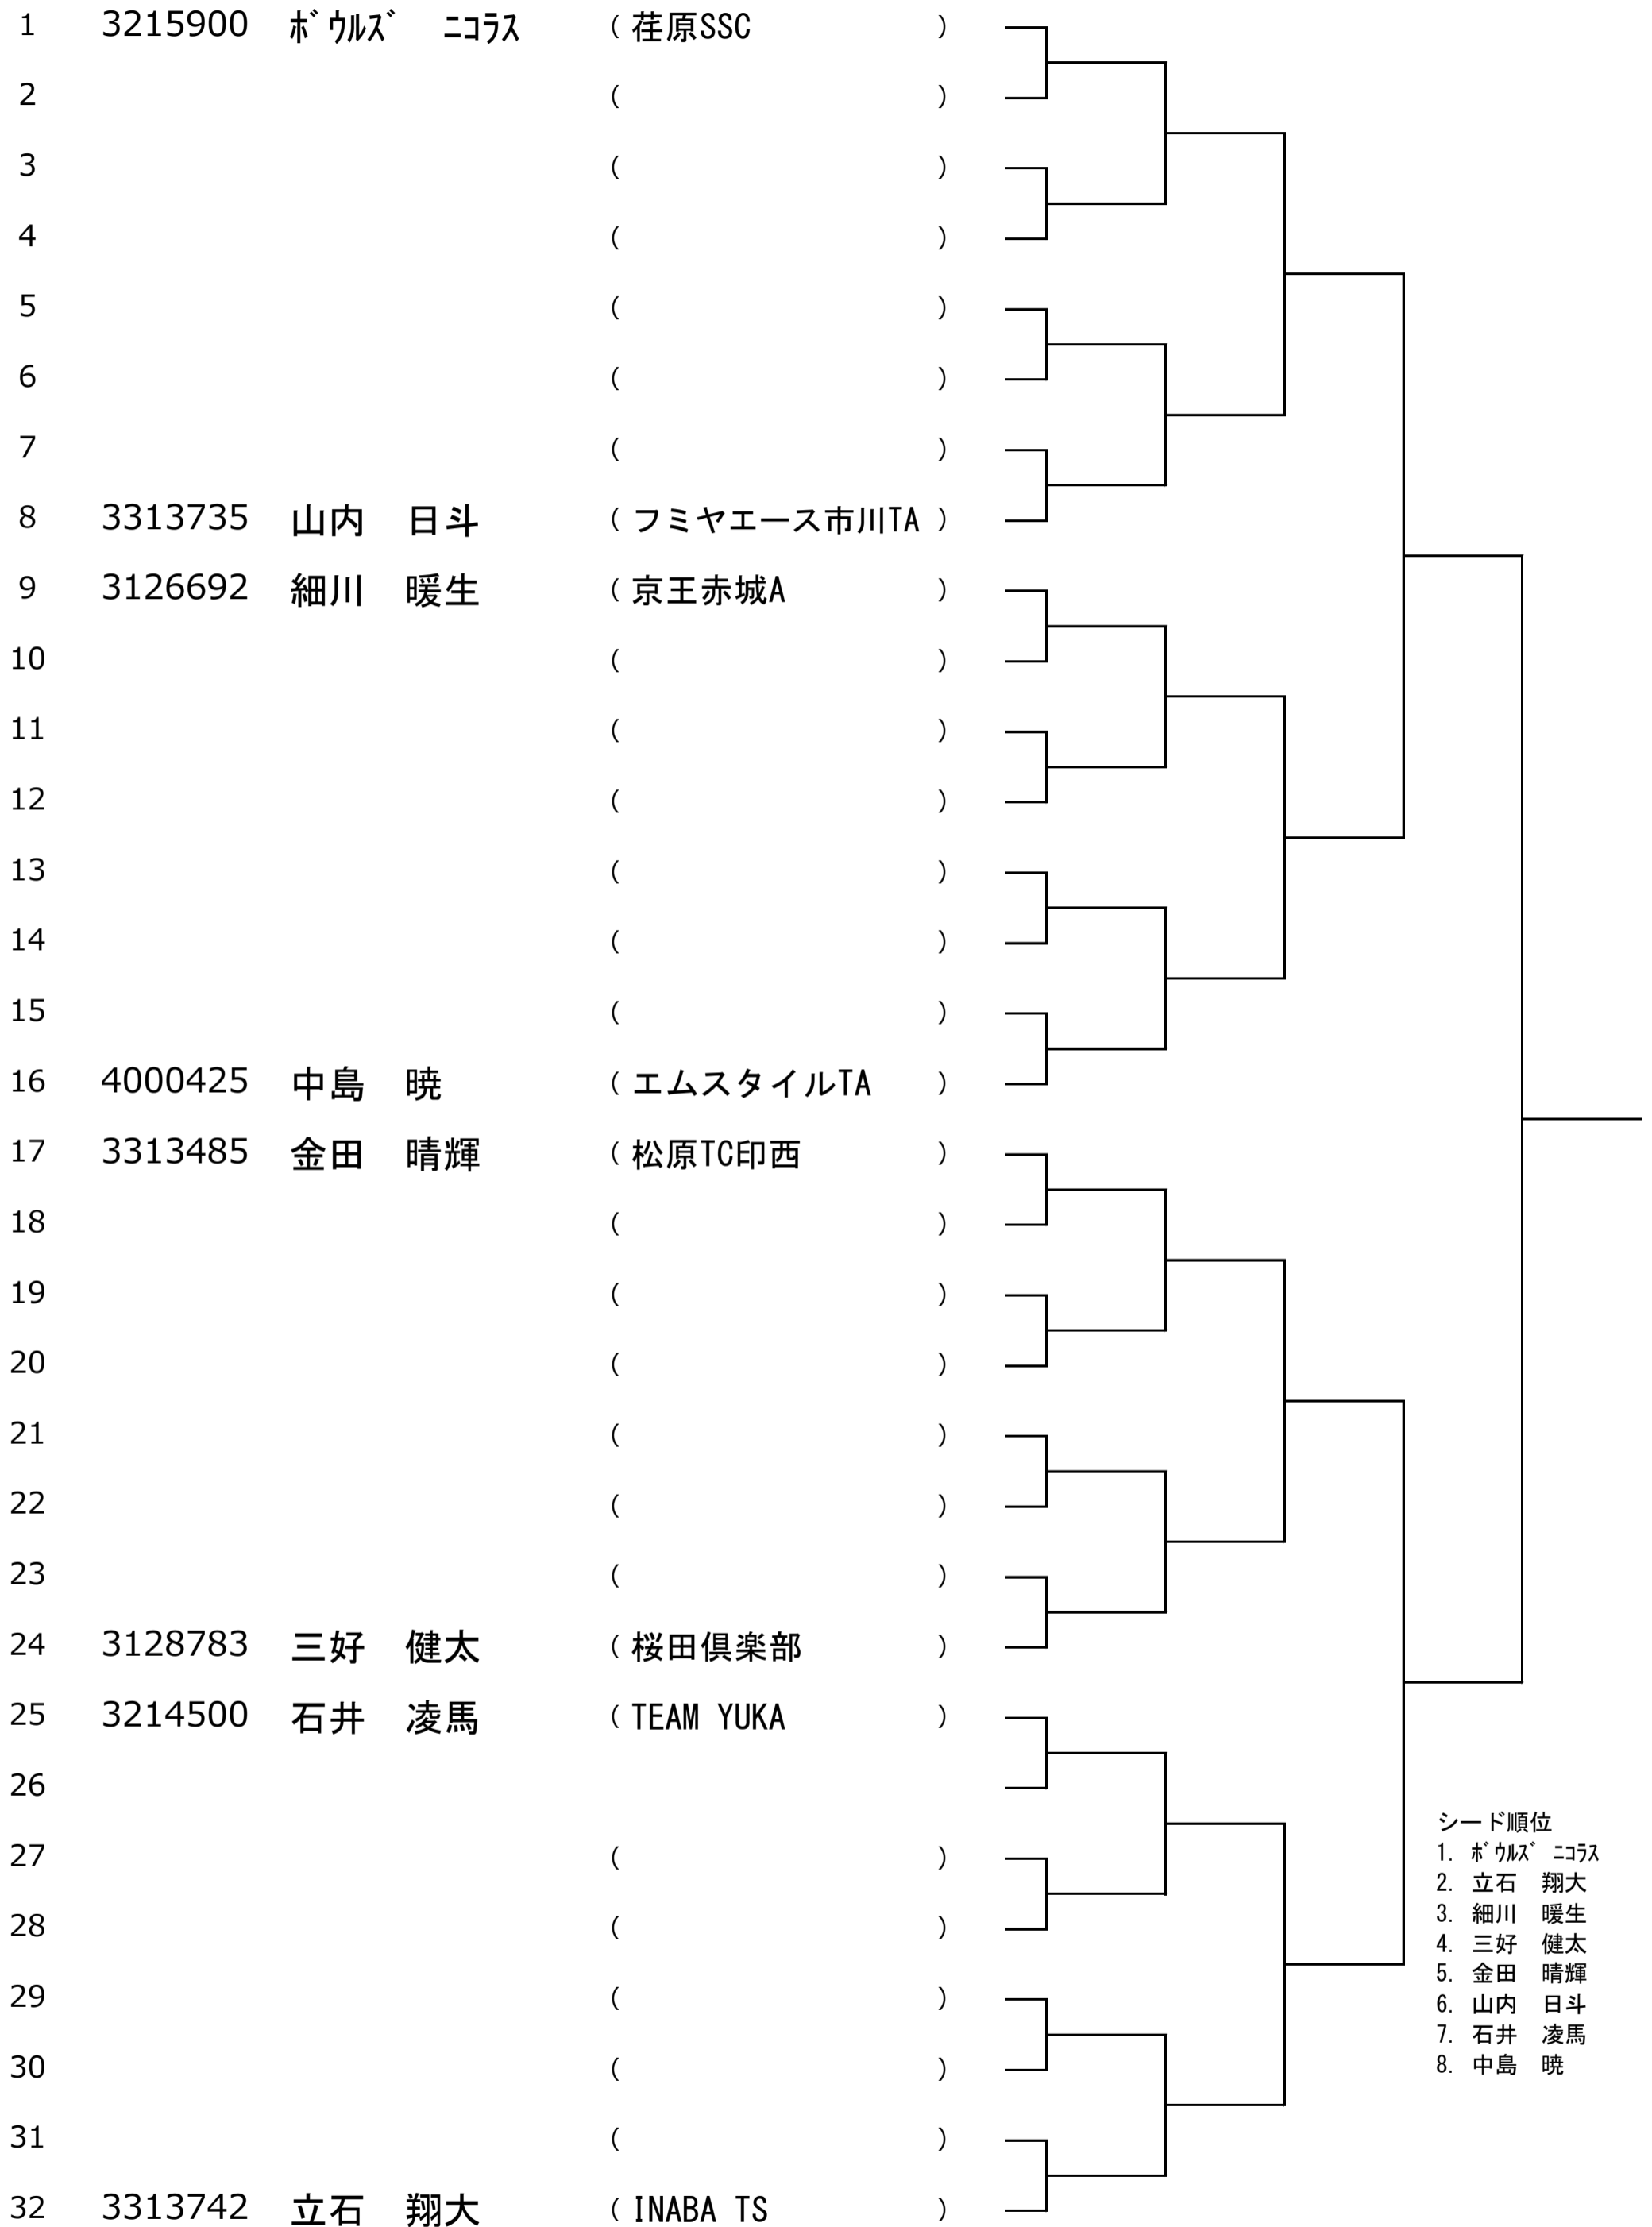 1 3215900 ﾎﾞｳﾙｽﾞ ﾆｺﾗｽ ( 荏原SSC )
2 ( )
3 ( )
4 ( )
5 ( )
6 ( )
7 ( )
8 3313735 山内 日斗 ( フミヤエース市川TA )
9 3126692 細川 暖生 ( 京王赤城A )
10 ( )
11 ( )
12 ( )
13 ( )
14 ( )
15 ( )
16 4000425 中島 暁 ( エムスタイルTA )
17 3313485 金田 晴輝 ( 松原TC印西 )
18 ( )
19 ( )
20 ( )
21 ( )
22 ( )
23 ( )
24 3128783 三好 健太 ( 桜田倶楽部 )
25 3214500 石井 凌馬 ( TEAM YUKA )
26
27 ( )
28 ( )
29 ( )
30 ( )
31 ( )
32 3313742 立石 翔大 ( INABA TS )
シード順位
1. ﾎﾞｳﾙｽﾞ ﾆｺﾗｽ
2. 立石 翔大
3. 細川 暖生
4. 三好 健太
5. 金田 晴輝
6. 山内 日斗
7. 石井 凌馬
8. 中島 暁